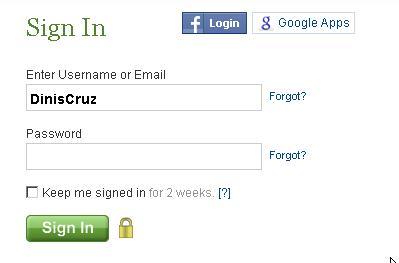 Sign In
f Login
g Google Apps
Enter Username or Email
DinisCruz
Forgot?
Password
Forgot?
Keep me signed in for 2 weeks. [?]
Sign In